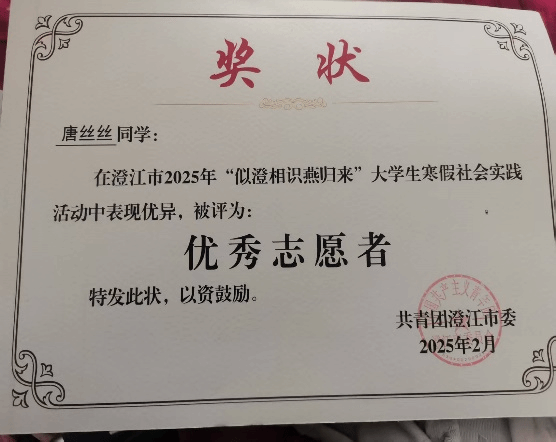 奖状
唐丝丝同学：
在澄江市2025年“似澄相识燕归来”大学生寒假社会实践
活动中表现优异，被评为：
优秀志愿者
特发此状，以资鼓励。
共青团澄江市委
2025年2月